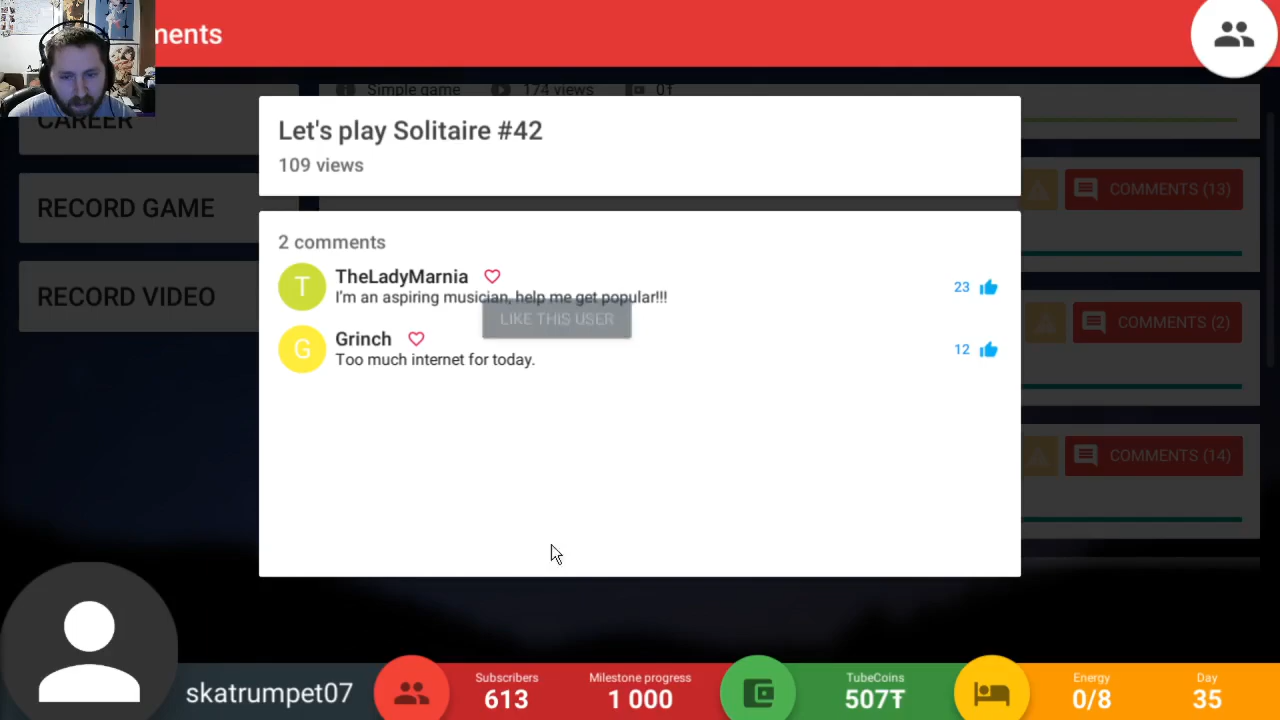 ments
Simple game 174 views 0₮
CAREER
RECORD GAME
RECORD VIDEO
Let's play Solitaire #42
109 views
2 comments
T TheLadyMarnia
I'm an aspiring musician, help me get popular!!!
23
LIKE THIS USER
G Grinch
Too much internet for today.
12
COMMENTS (13)
COMMENTS (2)
COMMENTS (14)
skatrumpet07
Subscribers
613
Milestone progress
1 000
TubeCoins
507₮
Energy
0/8
Day
35